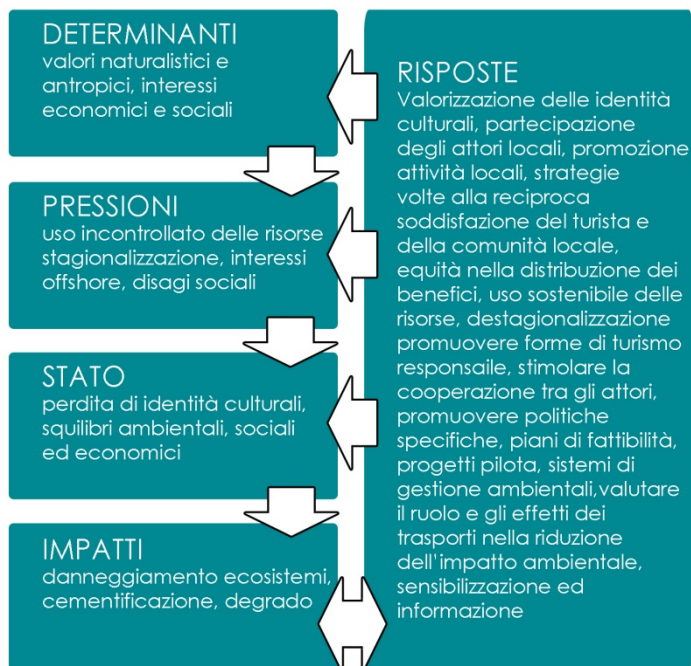 DETERMINANTI
valori naturalistici e
antropici, interessi
economici e sociali
PRESSIONI
uso incontrollato delle risorse
stagionalizzazione, interessi
offshore, disagi sociali
STATO
perdita di identità culturali,
squilibri ambientali, sociali
ed economici
IMPATTI
danneggiamento ecosistemi,
cementificazione, degrado
RISPOSTE
Valorizzazione delle identità
culturali, partecipazione
degli attori locali, promozione
attività locali, strategie
volte alla reciproca
soddisfazione del turista e
della comunità locale,
equità nella distribuzione dei
benefici, uso sostenibile delle
risorse, destagionalizzazione
promuovere forme di turismo
responsaile, stimolare la
cooperazione tra gli attori,
promuovere politiche
specifiche, piani di fattibilità,
progetti pilota, sistemi di
gestione ambientali,valutare
il ruolo e gli effetti dei
trasporti nella riduzione
dell'impatto ambientale,
sensibilizzazione ed
informazione